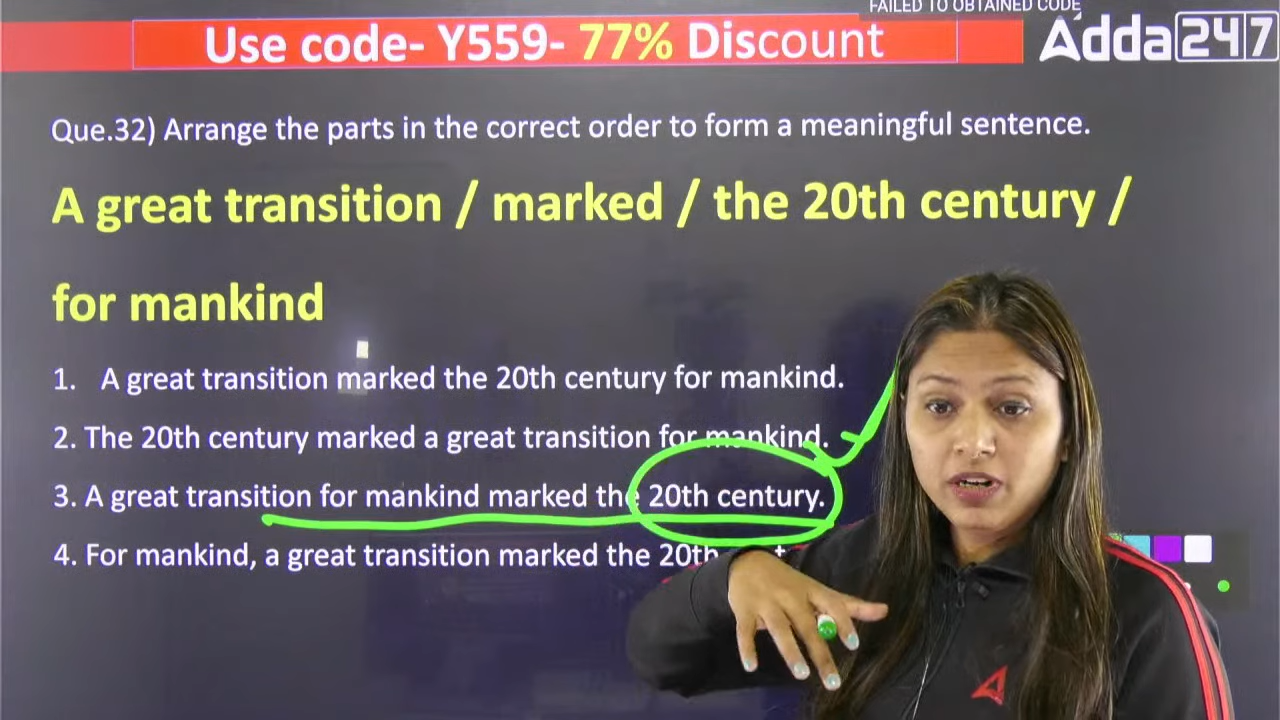 FAILED TO OBTAINED CODE
Use code- Y559- 77% Discount
Adda247
Que.32) Arrange the parts in the correct order to form a meaningful sentence.
A great transition / marked / the 20th century /
for mankind
1. A great transition marked the 20th century for mankind.
2. The 20th century marked a great transition for mankind.
3. A great transition for mankind marked the 20th century.
4. For mankind, a great transition marked the 20th